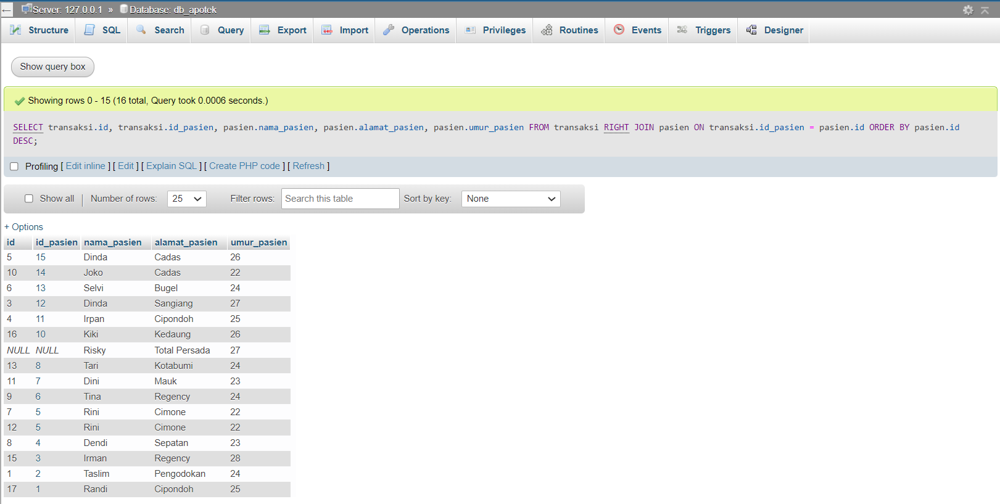 ← Server: 127.0.0.1 » Database: db_apotek
Structure SQL Search Query Export Import Operations Privileges Routines Events Triggers Designer
Show query box
Showing rows 0 - 15 (16 total, Query took 0.0006 seconds.)
SELECT transaksi.id, transaksi.id_pasien, pasien.nama_pasien, pasien.alamat_pasien, pasien.umur_pasien FROM transaksi RIGHT JOIN pasien ON transaksi.id_pasien = pasien.id ORDER BY pasien.id
DESC;
Profiling [ Edit inline ] [ Edit ] [ Explain SQL ] [ Create PHP code ] [ Refresh ]
Show all | Number of rows: 25 Filter rows: Search this table Sort by key: None
+ Options
id id_pasien nama_pasien alamat_pasien umur_pasien
5 15 Dinda Cadas 26
10 14 Joko Cadas 22
6 13 Selvi Bugel 24
3 12 Dinda Sangiang 27
4 11 Irpan Cipondoh 25
16 10 Kiki Kedaung 26
NULL NULL Risky Total Persada 27
13 8 Tari Kotabumi 24
11 7 Dini Mauk 23
9 6 Tina Regency 24
7 5 Rini Cimone 22
12 5 Rini Cimone 22
8 4 Dendi Sepatan 23
15 3 Irman Regency 28
1 2 Taslim Pengodokan 24
17 1 Randi Cipondoh 25